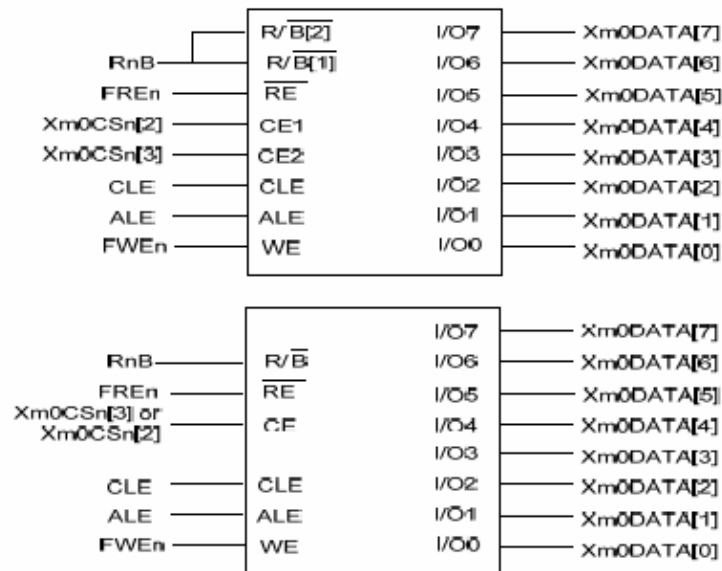 R/B[2] I/O7 Xm0DATA[7]
RnB R/B[1] I/O6 Xm0DATA[6]
FREn RE I/O5 Xm0DATA[5]
Xm0CSn[2] CE1 I/O4 Xm0DATA[4]
Xm0CSn[3] CE2 I/O3 Xm0DATA[3]
CLE CLE I/O2 Xm0DATA[2]
ALE ALE I/O1 Xm0DATA[1]
FWEn WE I/O0 Xm0DATA[0]
I/O7 Xm0DATA[7]
RnB R/B I/O6 Xm0DATA[6]
FREn RE I/O5 Xm0DATA[5]
Xm0CSn[3] or
Xm0CSn[2] CE I/O4 Xm0DATA[4]
I/O3 Xm0DATA[3]
CLE CLE I/O2 Xm0DATA[2]
ALE ALE I/O1 Xm0DATA[1]
FWEn WE I/O0 Xm0DATA[0]